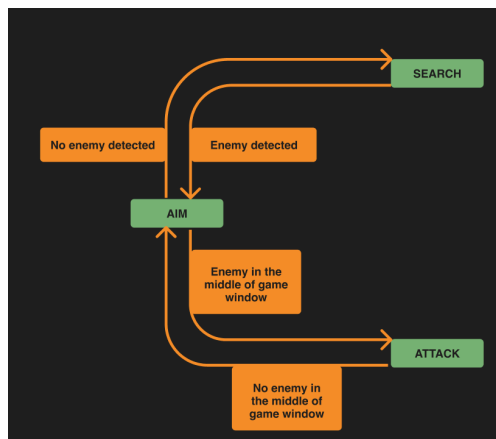 SEARCH
No enemy detected
Enemy detected
AIM
Enemy in the
middle of game
window
ATTACK
No enemy in
the middle of
game window